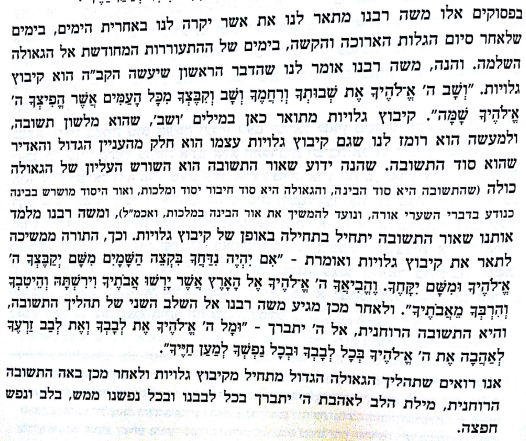 בפסוקים אלו משה רבנו מתאר לנו את אשר יקרה לנו באחרית הימים, בימים
שלאחר סיום הגלות הארוכה והקשה, בימים של ההתעוררות המחודשת אל הגאולה
השלמה. והנה, משה רבנו אומר לנו שהדבר הראשון שיעשה הקב"ה הוא קיבוץ
גלויות. "וְשָׁב ה' אֱ־לֹהֶיךָ אֶת שְׁבוּתְךָ וְרִחֲמֶךָ וְשָׁב וְקִבֶּצְךָ מִכָּל הָעַמִּים אֲשֶׁר הֱפִיצְךָ ה'
אֱ־לֹהֶיךָ שָׁמָּה". קיבוץ גלויות מתואר כאן במילים 'ושב', שהוא מלשון תשובה,
ולמעשה הוא רומז לנו שגם קיבוץ גלויות עצמו הוא חלק מהעניין הגדול והאדיר
שהוא סוד התשובה. שהנה ידוע שאור התשובה הוא השורש העליון של הגאולה
כולה (שהתשובה היא סוד הבינה, והגאולה היא סוד חיבור יסוד ומלכות, ואור היסוד מושרש בבינה
כנודע בדברי השערי אורה, ונועד להמשיך את אור הבינה במלכות, ואכמ"ל), ומשה רבנו מלמד
אותנו שאור התשובה יתחיל בתחילה באופן של קיבוץ גלויות. וכך, התורה ממשיכה
לתאר את קיבוץ גלויות ואומרת - "אִם יִהְיֶה נִדַּחֲךָ בִּקְצֵה הַשָּׁמָיִם מִשָּׁם יְקַבֶּצְךָ ה'
אֱ־לֹהֶיךָ וּמִשָּׁם יִקָּחֶךָ. וֶהֱבִיאֲךָ ה' אֱ־לֹהֶיךָ אֶל הָאָרֶץ אֲשֶׁר יָרְשׁוּ אֲבֹתֶיךָ וִירִשְׁתָּהּ וְהֵיטִבְךָ
וְהִרְבְּךָ מֵאֲבֹתֶיךָ". ולאחר מכן מגיע משה רבנו אל השלב השני של תהליך התשובה,
והיא התשובה הרוחנית, אל ה' יתברך - "וּמָל ה' אֱ־לֹהֶיךָ אֶת לְבָבְךָ וְאֶת לְבַב זַרְעֶךָ
לְאַהֲבָה אֶת ה' אֱ־לֹהֶיךָ בְּכָל לְבָבְךָ וּבְכָל נַפְשְׁךָ לְמַעַן חַיֶּיךָ".
אנו רואים שתהליך הגאולה הגדול מתחיל מקיבוץ גלויות ולאחר מכן באה התשובה
הרוחנית, מילת הלב לאהבת ה' יתברך בכל לבבנו ובכל נפשנו ממש, בלב ונפש
חפצה.